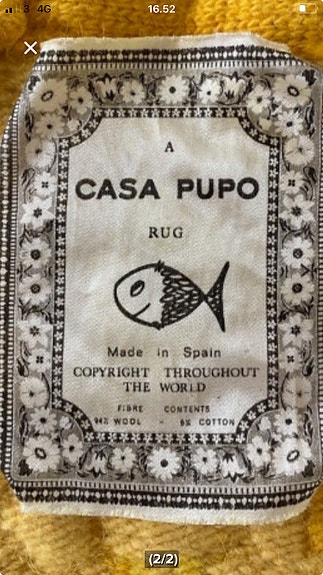 3 4G
16.52
A
CASA PUPO
RUG
Made in Spain
COPYRIGHT THROUGHOUT
THE WORLD
FIBRE CONTENTS
94% WOOL - 6% COTTON
(2/2)